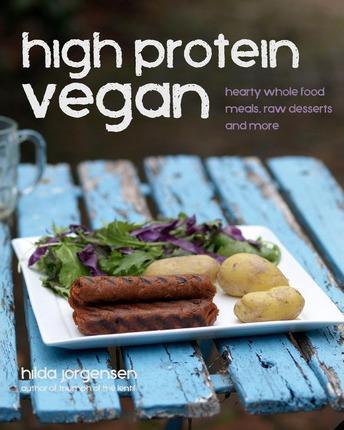 high protein
vegan
hearty whole food
meals, raw desserts
and more
hilda jorgensen
author of triumph of the lentil